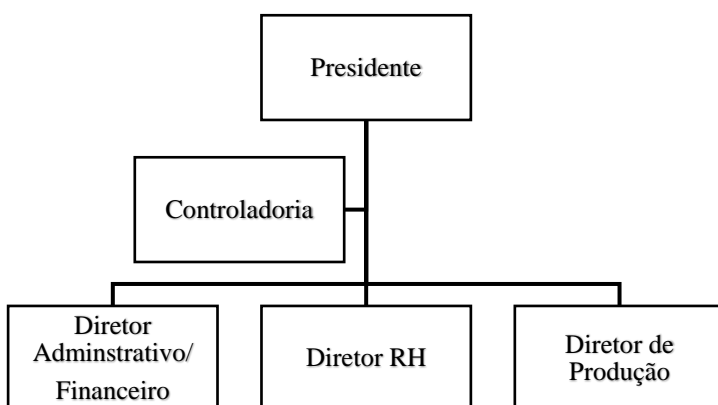 Presidente
Controladoria
Diretor
Adminstrativo/
Financeiro
Diretor RH
Diretor de
Produção